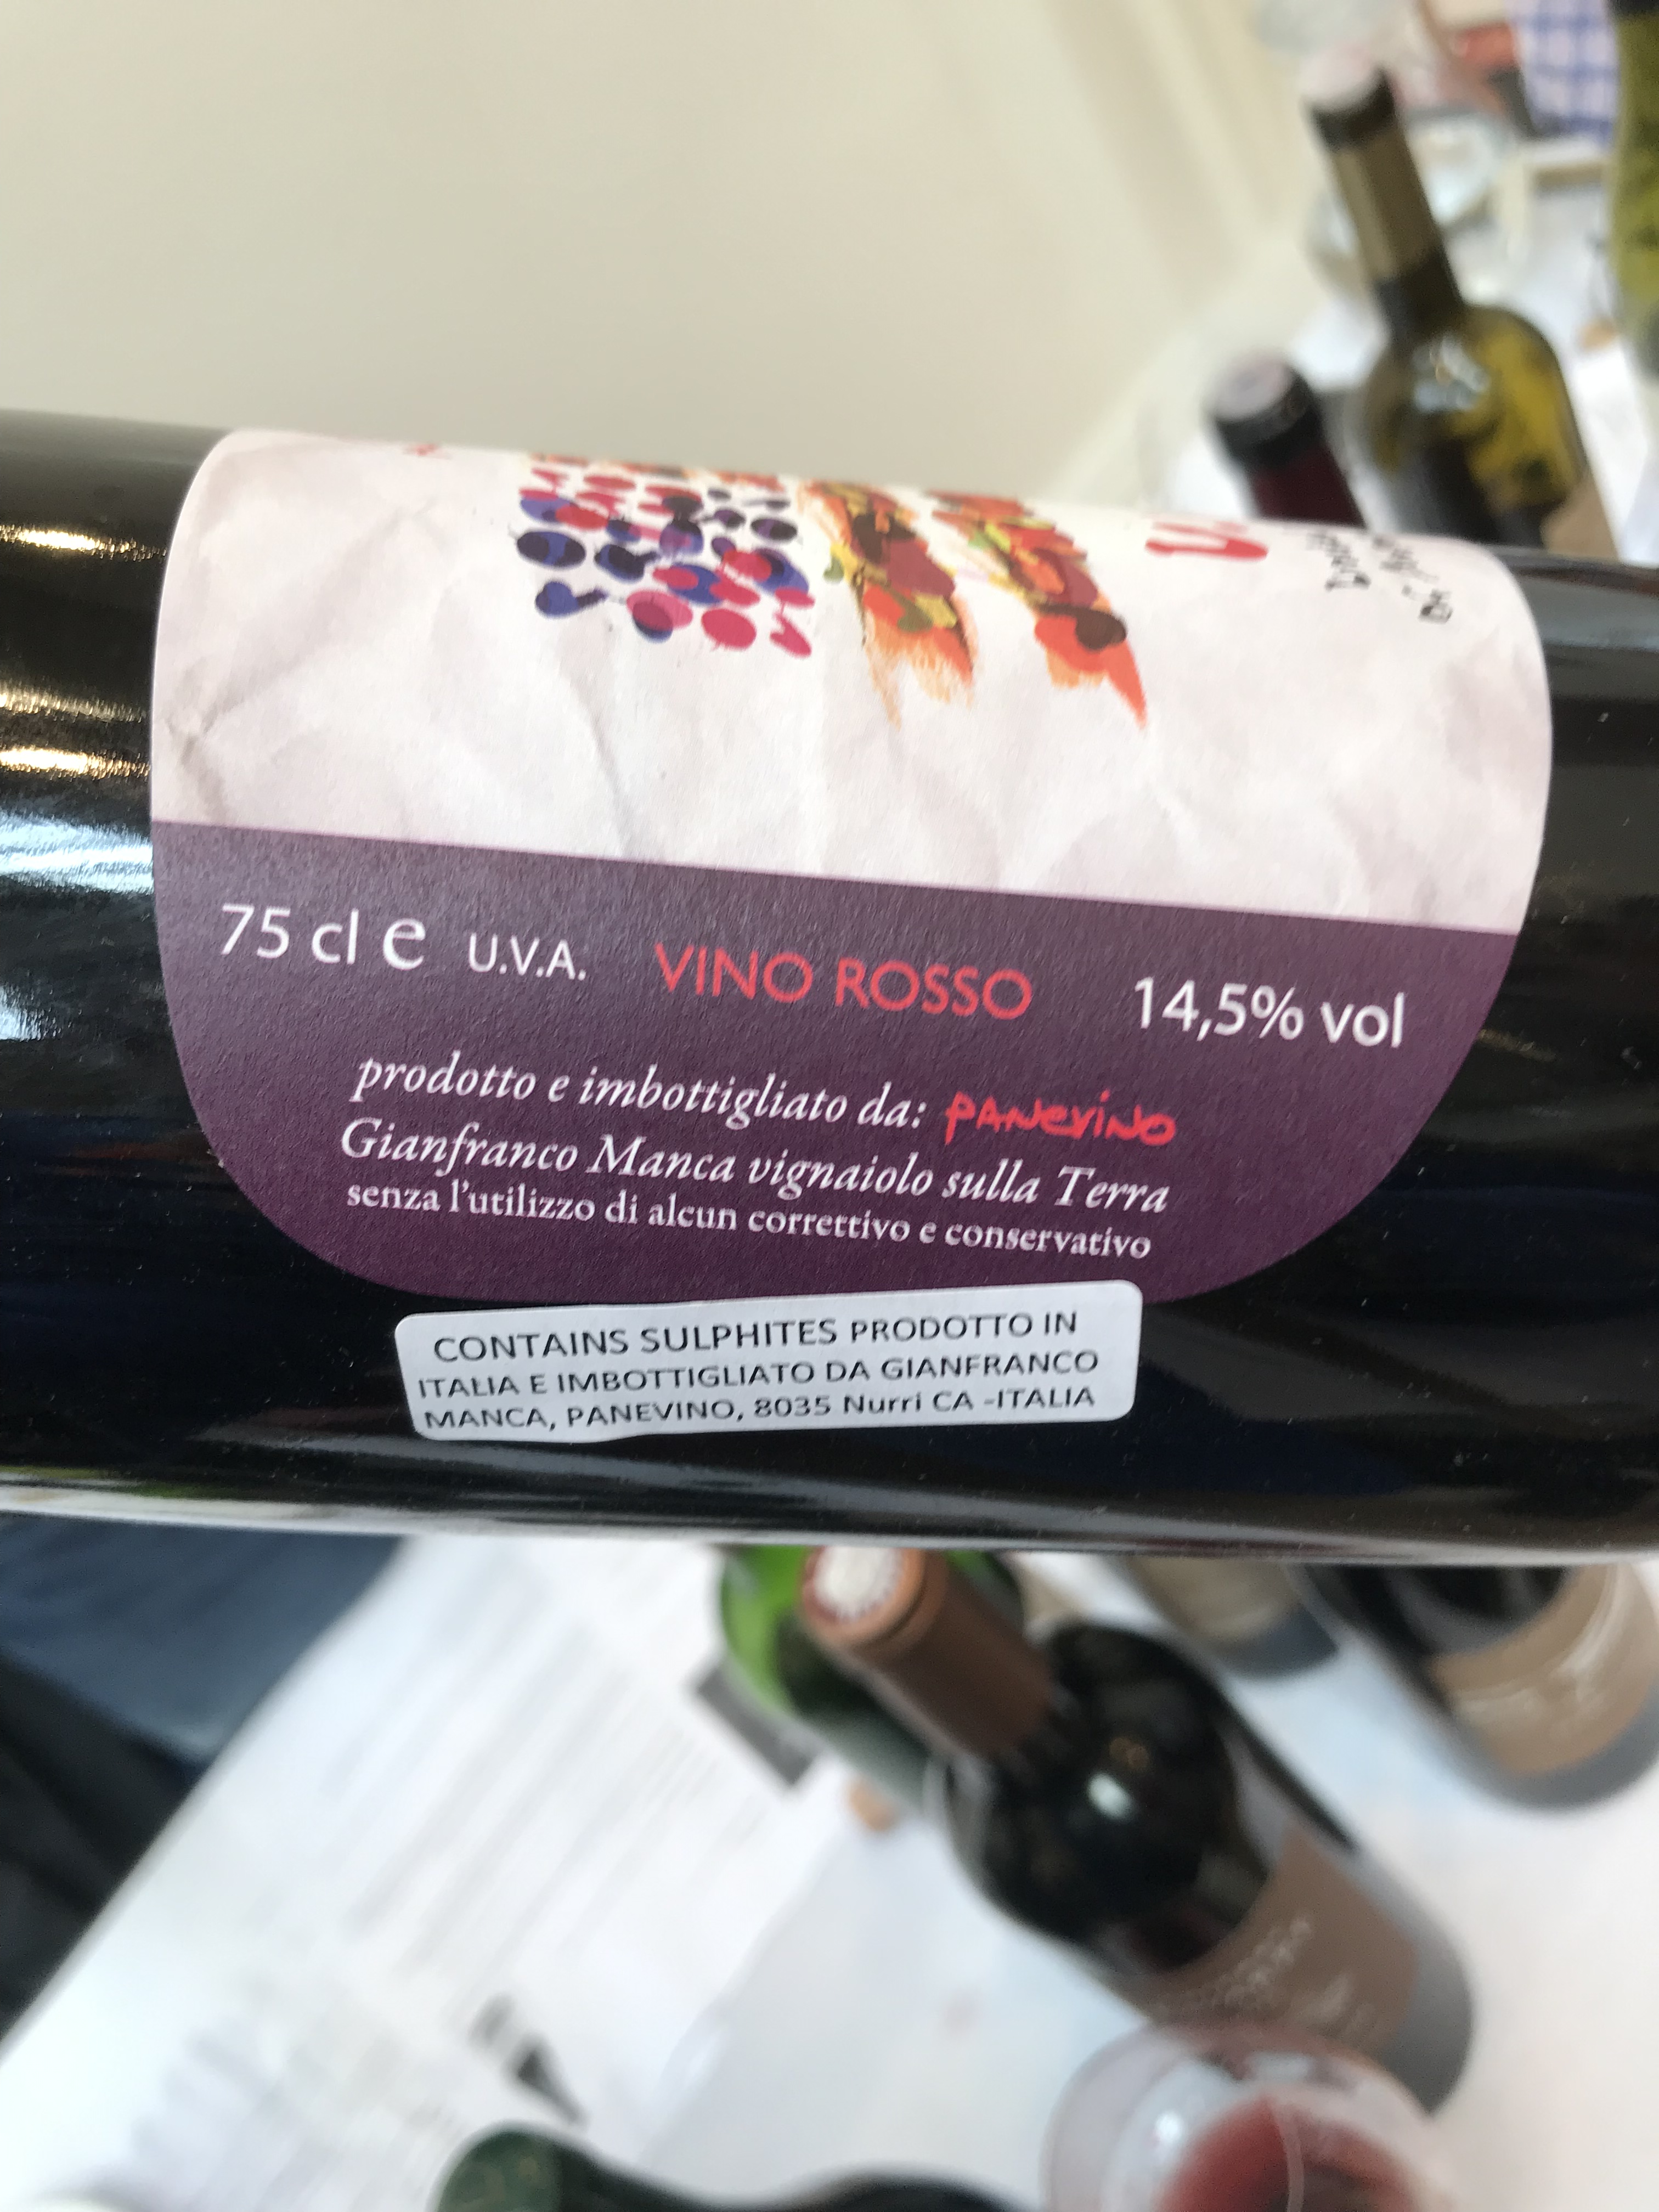 75 cl e U.V.A. VINO ROSSO 14,5% vol
prodotto e imbottigliato da: PANEVINO
Gianfranco Manca vignaiolo sulla Terra
senza l'utilizzo di alcun correttivo e conservativo
CONTAINS SULPHITES PRODOTTO IN
ITALIA E IMBOTTIGLIATO DA GIANFRANCO
MANCA, PANEVINO, 8035 Nurri CA -ITALIA